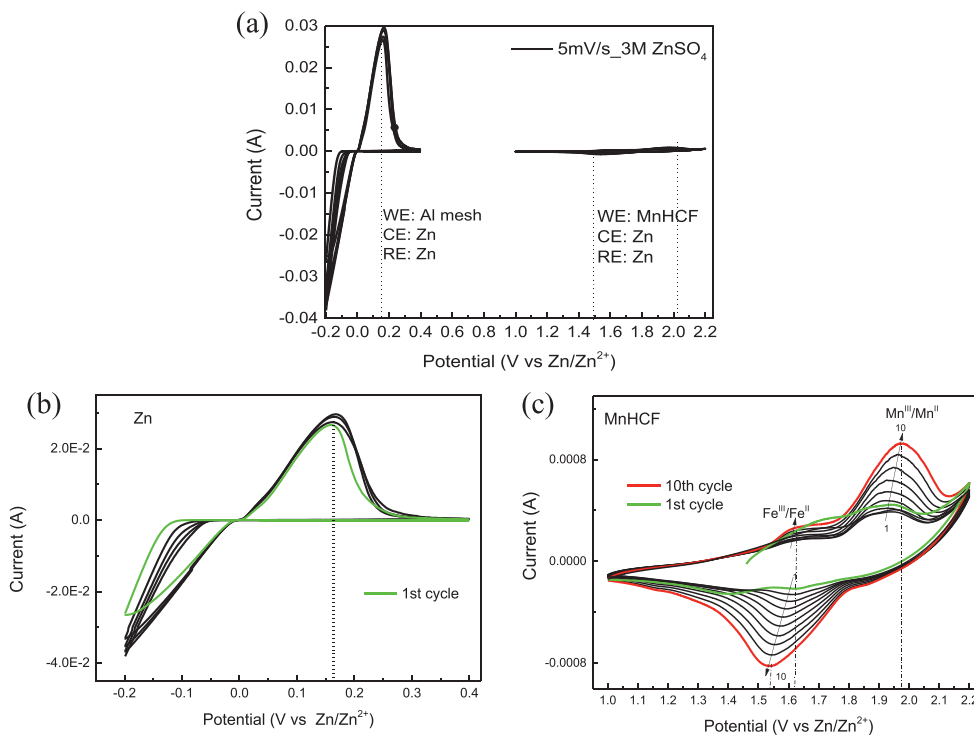 (a)
5mV/s_3M ZnSO4
0.03
0.02
0.01
0.00
-0.01
-0.02
-0.03
-0.04
Current (A)
WE: Al mesh
CE: Zn
RE: Zn
WE: MnHCF
CE: Zn
RE: Zn
-0.2 0.0 0.2 0.4 0.6 0.8 1.0 1.2 1.4 1.6 1.8 2.0 2.2
Potential (V vs Zn/Zn2+)
(b)
Zn
2.0E-2
0.0
-2.0E-2
-4.0E-2
Current (A)
1st cycle
-0.2 -0.1 0.0 0.1 0.2 0.3 0.4
Potential (V vs Zn/Zn2+)
(c)
MnHCF
MnIII/MnII
10
10th cycle
1st cycle
FeIII/FeII
1
1
10
0.0008
0.0000
-0.0008
Current (A)
1.0 1.1 1.2 1.3 1.4 1.5 1.6 1.7 1.8 1.9 2.0 2.1 2.2
Potential (V vs Zn/Zn2+)